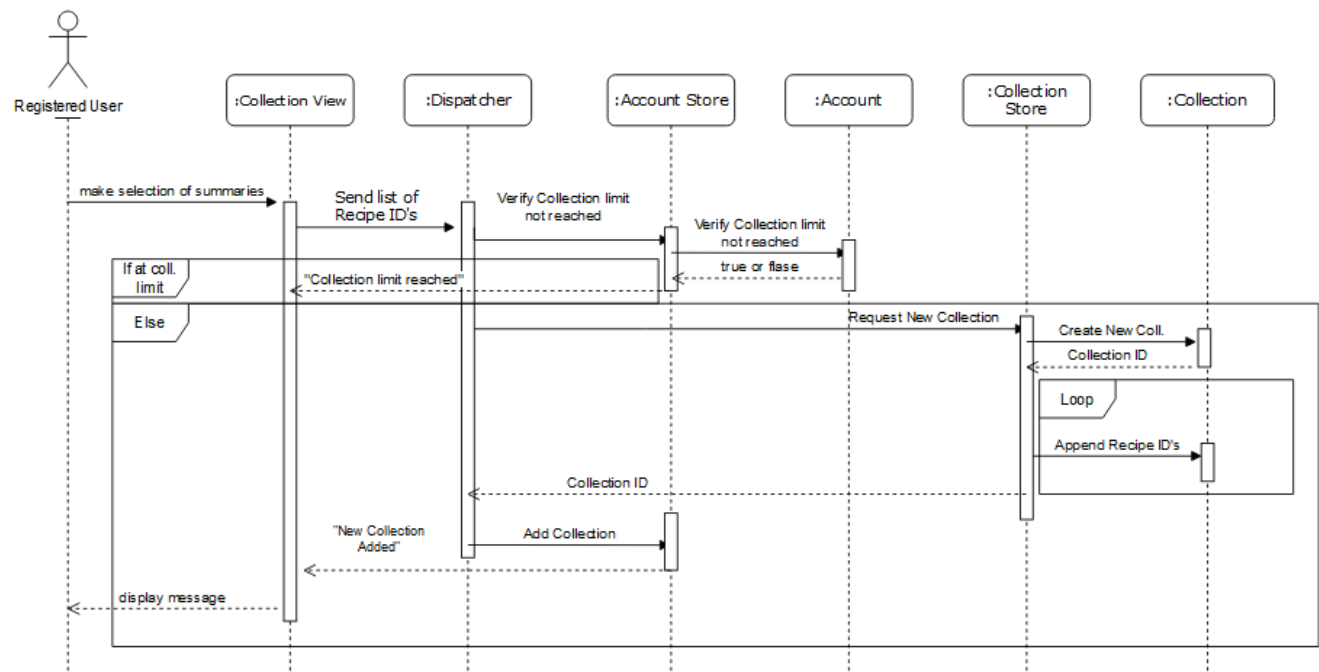 Registered User
:Collection View
:Dispatcher
:Account Store
:Account
:Collection
Store
:Collection
make selection of summaries
Send list of
Recipe ID's
Verify Collection limit
not reached
Verify Collection limit
not reached
true or flase
If at coll.
limit
"Collection limit reached"
Else
Request New Collection
Create New Coll.
Collection ID
Loop
Append Recipe ID's
Collection ID
"New Collection
Added"
Add Collection
display message